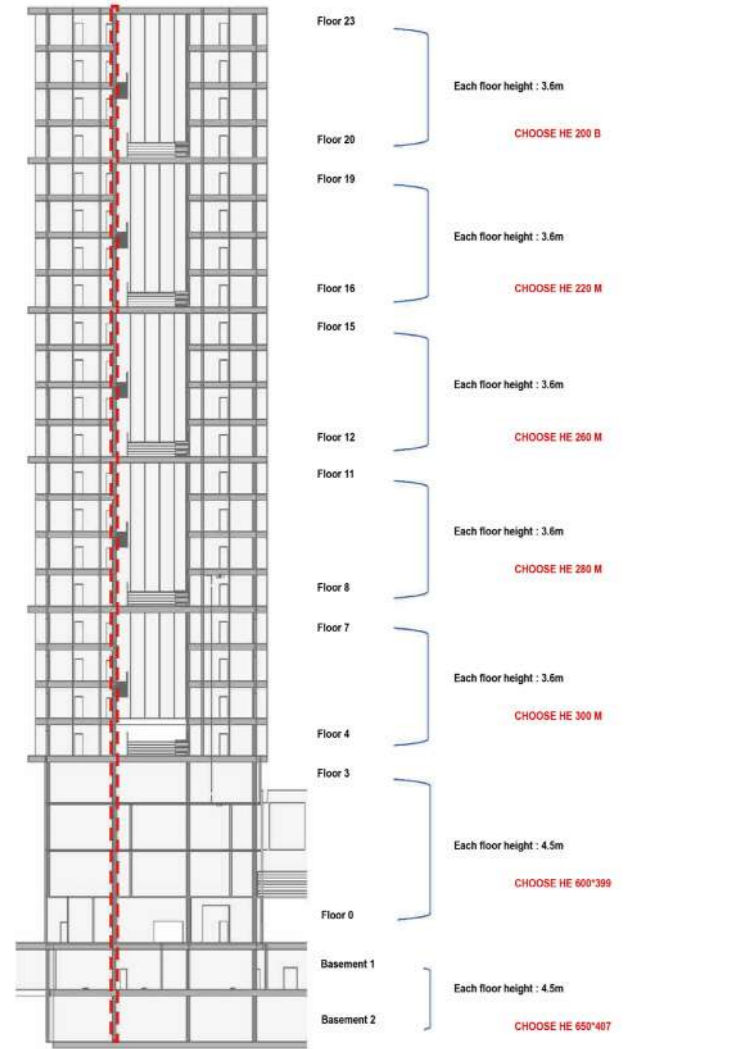 Floor 23
Each floor height : 3.6m
CHOOSE HE 200 B
Floor 20
Floor 19
Each floor height : 3.6m
Floor 16
CHOOSE HE 220 M
Floor 15
Each floor height : 3.6m
Floor 12
CHOOSE HE 260 M
Floor 11
Each floor height : 3.6m
CHOOSE HE 280 M
Floor 8
Floor 7
Each floor height : 3.6m
CHOOSE HE 300 M
Floor 4
Floor 3
Each floor height : 4.5m
CHOOSE HE 600*399
Floor 0
Basement 1
Each floor height : 4.5m
Basement 2
CHOOSE HE 650*407